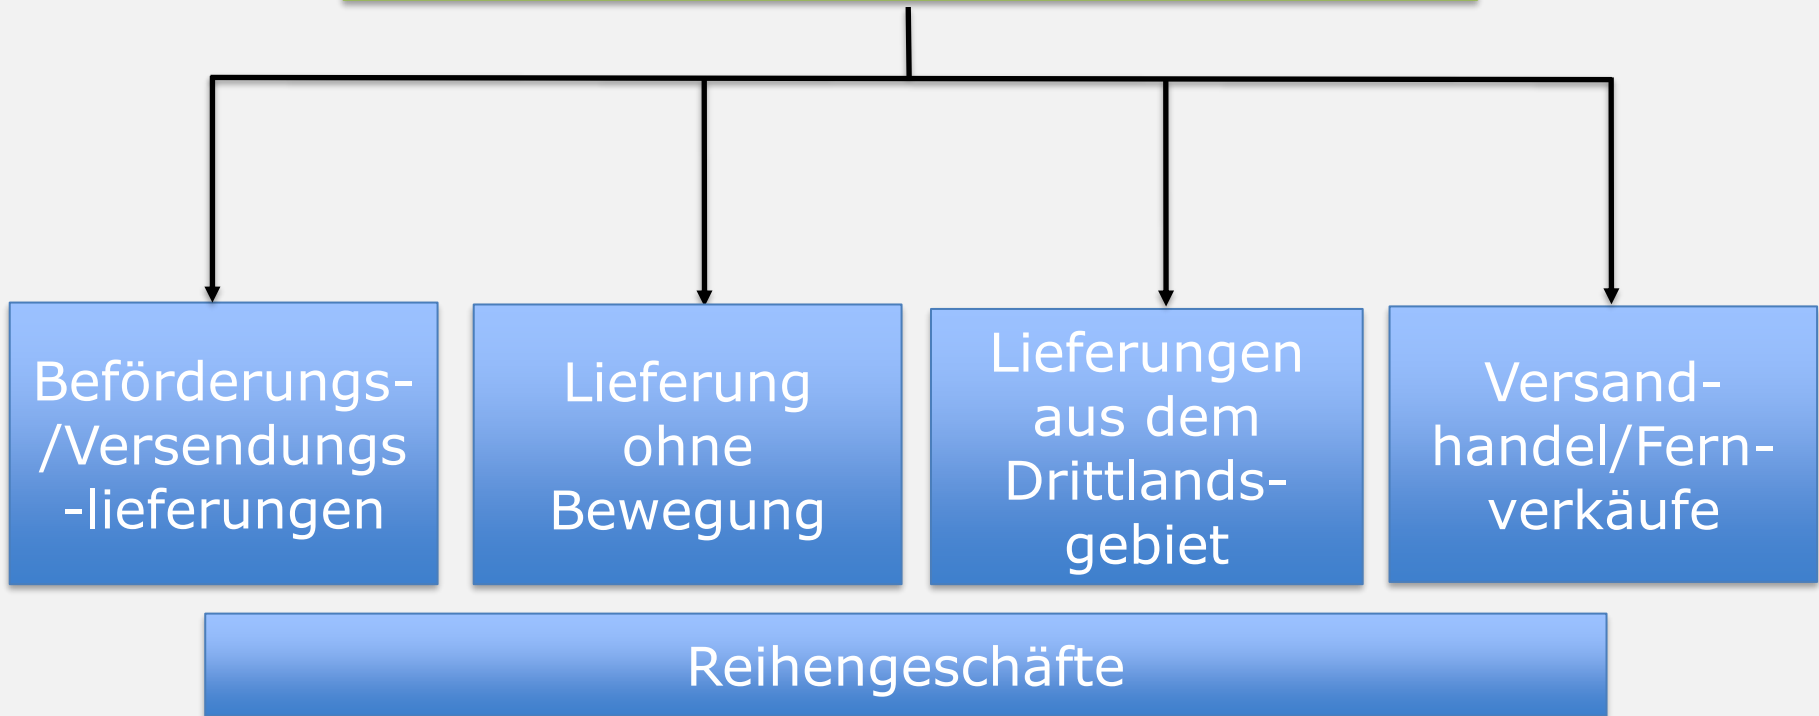 Beförderungs-
/Versendungs
-lieferungen
Lieferung
ohne
Bewegung
Lieferungen
aus dem
Drittlands-
gebiet
Versand-
handel/Fern-
verkäufe
Reihengeschäfte